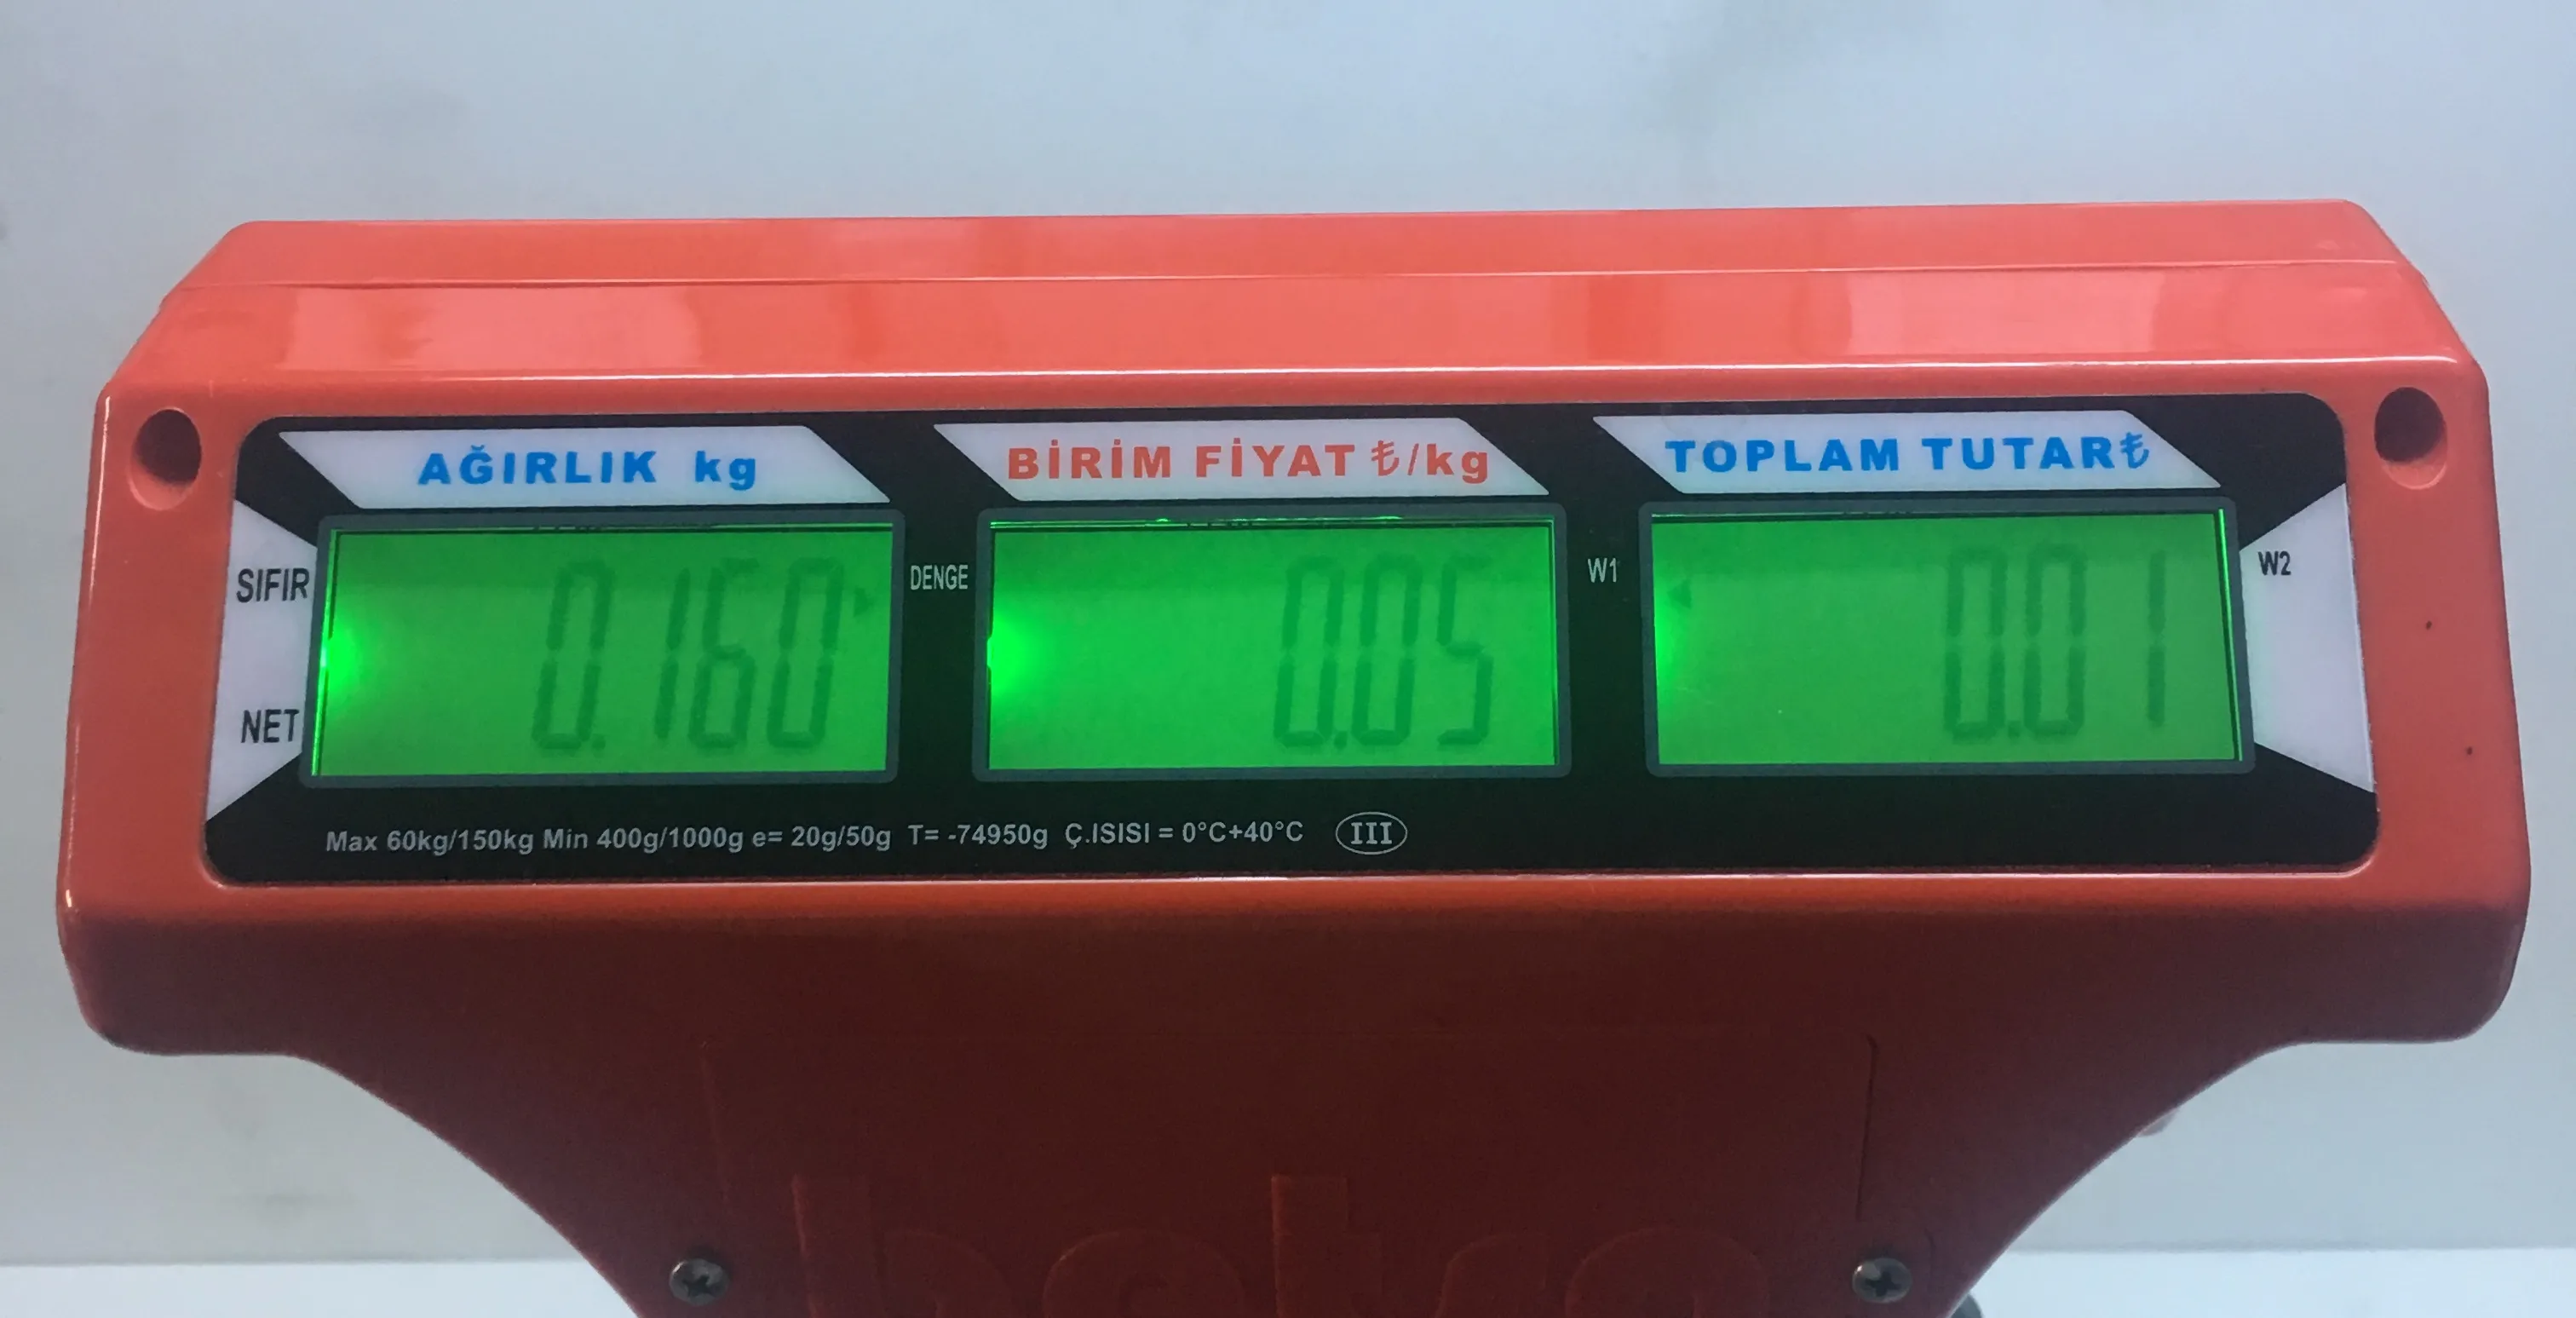 AĞIRLIK kg
BİRİM FİYAT ₺/kg
TOPLAM TUTAR₺
SIFIR
NET
0.160
DENGE
0.05
W1
0.01
W2
Max 60kg/150kg Min 400g/1000g e= 20g/50g T= -74950g Ç.ISISI = 0°C+40°C III